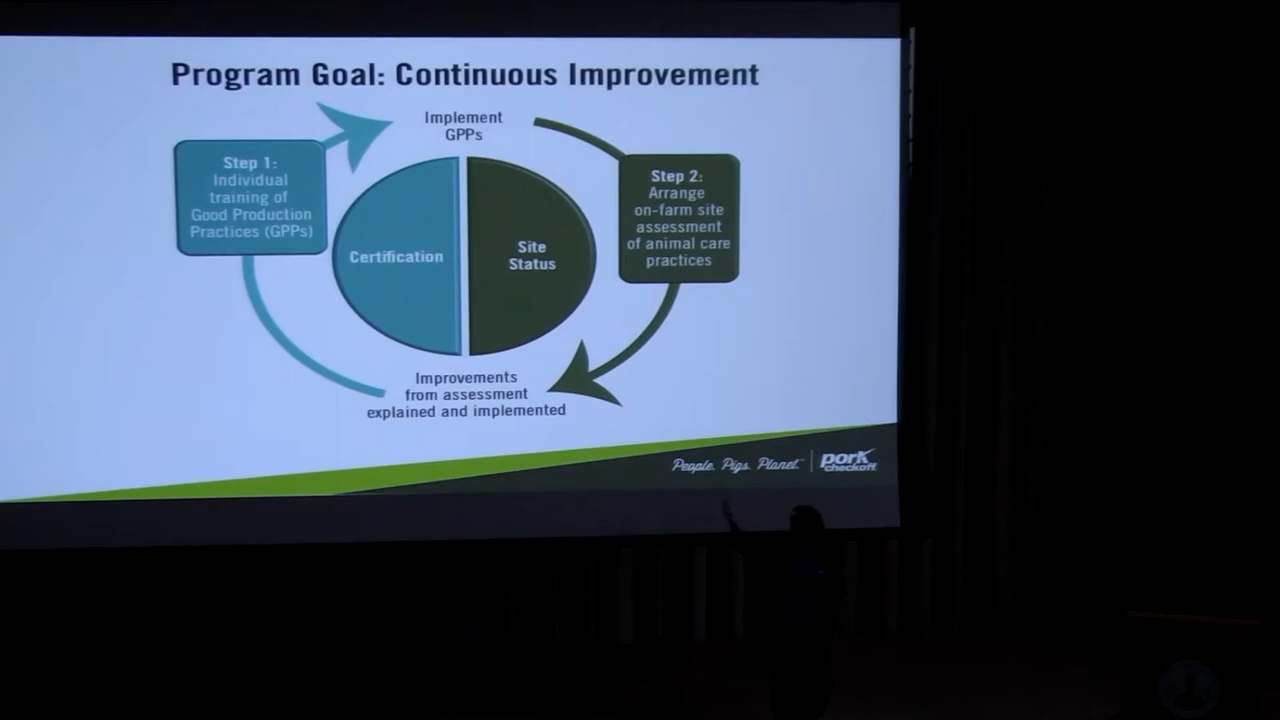 Program Goal: Continuous Improvement
Implement
GPPs
Step 1:
Individual
training of
Good Production
Practices (GPPs)
Step 2:
Arrange
on-farm site
assessment
of animal care
practices
Certification
Site
Status
Improvements
from assessment
explained and implemented
People. Pigs. Planet.™
pork
checkoff